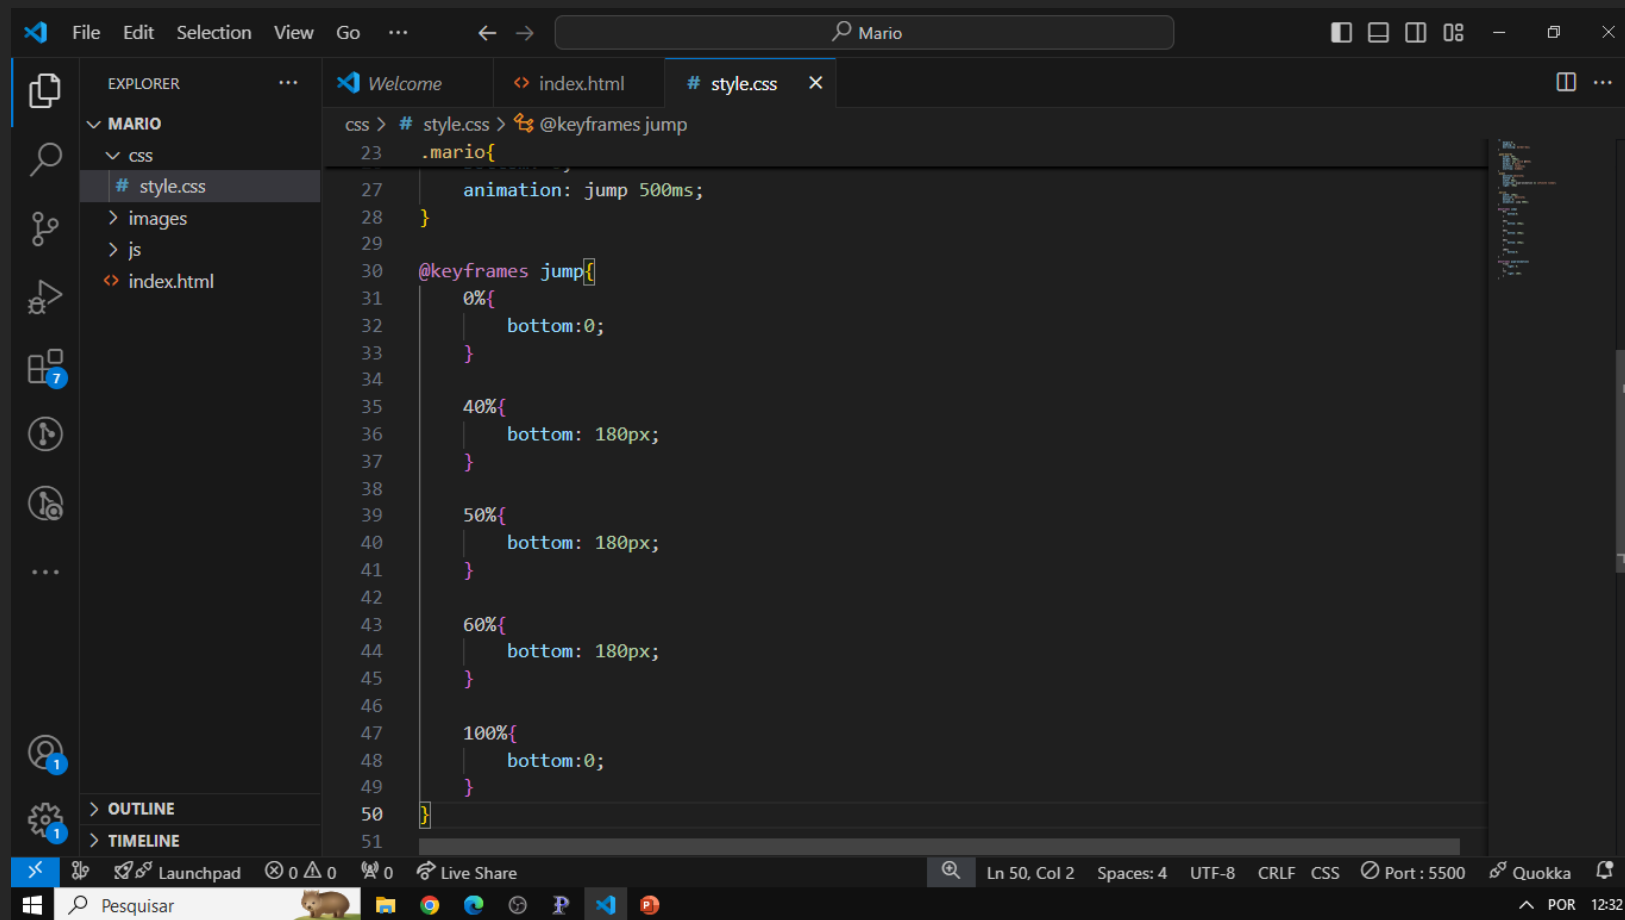 File Edit Selection View Go ··· Mario
EXPLORER ··· Welcome index.html style.css
MARIO
css
style.css
images
js
index.html
OUTLINE
TIMELINE
css > style.css > @keyframes jump
23 .mario{
27 animation: jump 500ms;
28 }
29
30 @keyframes jump{
31 0%{
32 bottom:0;
33 }
34
35 40%{
36 bottom: 180px;
37 }
38
39 50%{
40 bottom: 180px;
41 }
42
43 60%{
44 bottom: 180px;
45 }
46
47 100%{
48 bottom:0;
49 }
50 }
51
7
1
1
Launchpad 0 0 0 Live Share Ln 50, Col 2 Spaces: 4 UTF-8 CRLF CSS Port : 5500 Quokka
Pesquisar POR 12:32